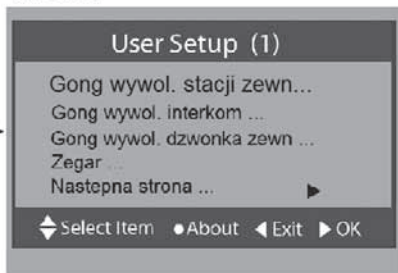 User Setup (1)
Gong wywol. stacji zewn...
Gong wywol. interkom ...
Gong wywol. dzwonka zewn ...
Zegar ...
Nastepna strona ...
Select Item About Exit OK